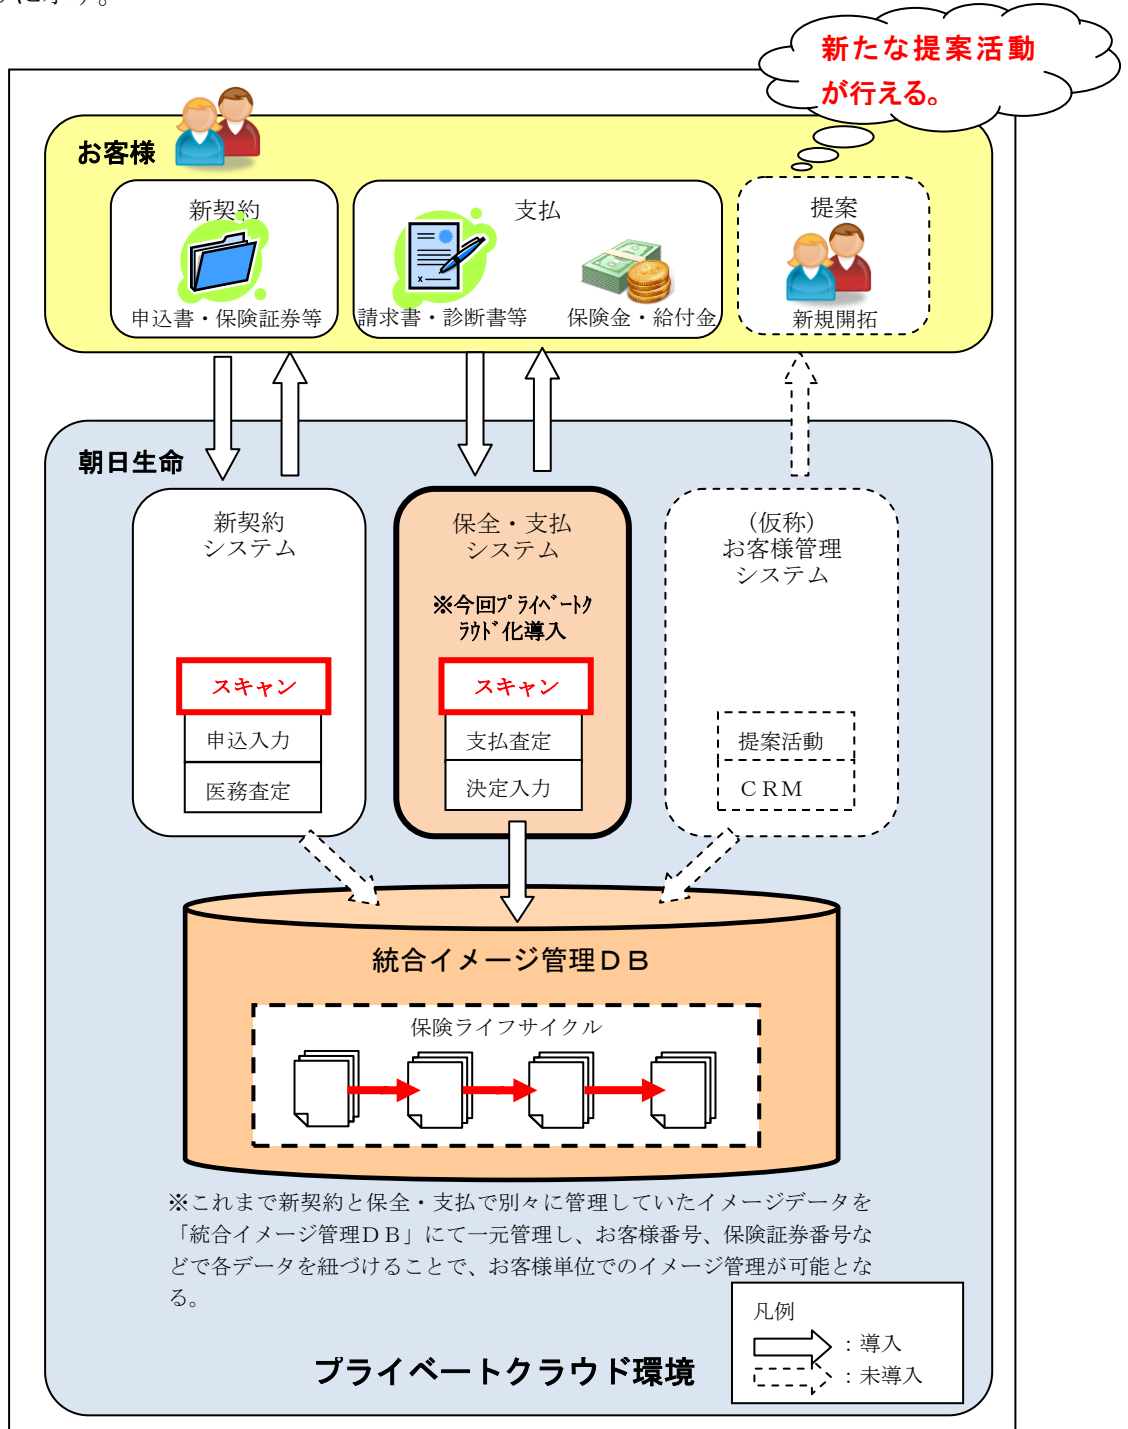 に示す。
新たな提案活動
が行える。
お客様
新契約
支払
提案
申込書・保険証券等
請求書・診断書等
保険金・給付金
新規開拓
朝日生命
新契約
システム
保全・支払
システム
（仮称）
お客様管理
システム
※今回ﾌﾟﾗｲﾍﾞｰﾄｸ
ﾗｳﾄﾞ化導入
スキャン
申込入力
医務査定
スキャン
支払査定
決定入力
提案活動
ＣＲＭ
統合イメージ管理ＤＢ
保険ライフサイクル
※これまで新契約と保全・支払で別々に管理していたイメージデータを
「統合イメージ管理ＤＢ」にて一元管理し、お客様番号、保険証券番号な
どで各データを紐づけることで、お客様単位でのイメージ管理が可能とな
る。
凡例
：導入
：未導入
プライベートクラウド環境